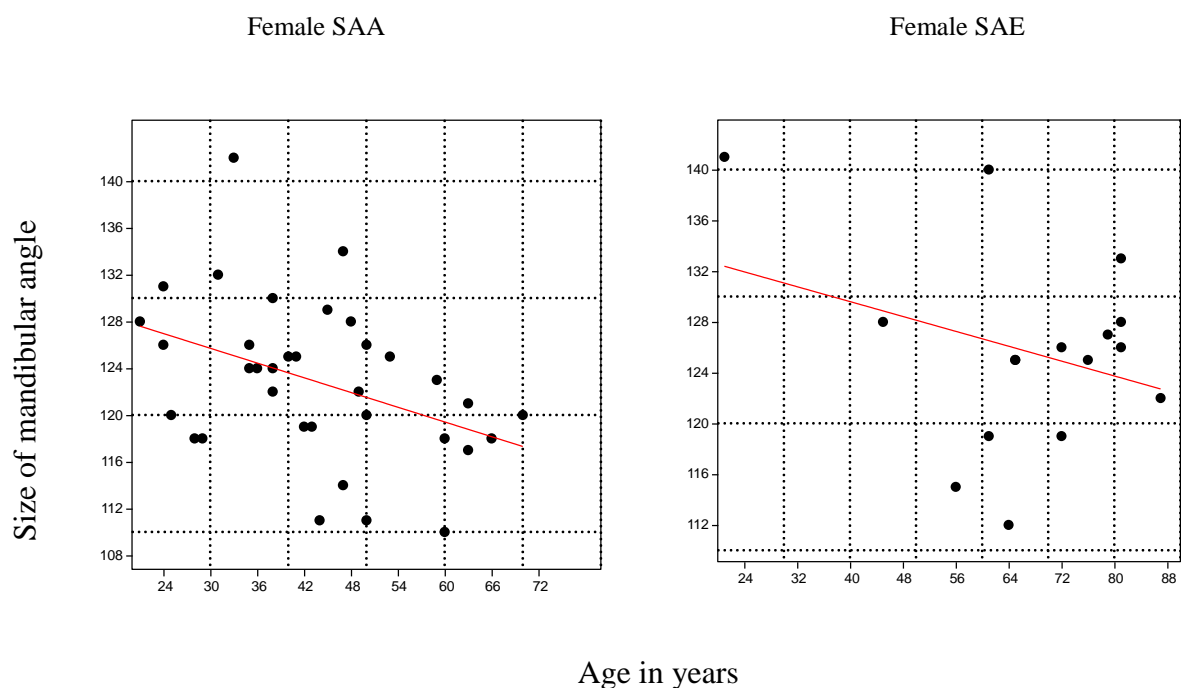 Female SAA
Female SAE
Size of mandibular angle
140
136
132
128
124
120
116
112
108
24 30 36 42 48 54 60 66 72
140
136
132
128
124
120
116
112
24 32 40 48 56 64 72 80 88
Age in years